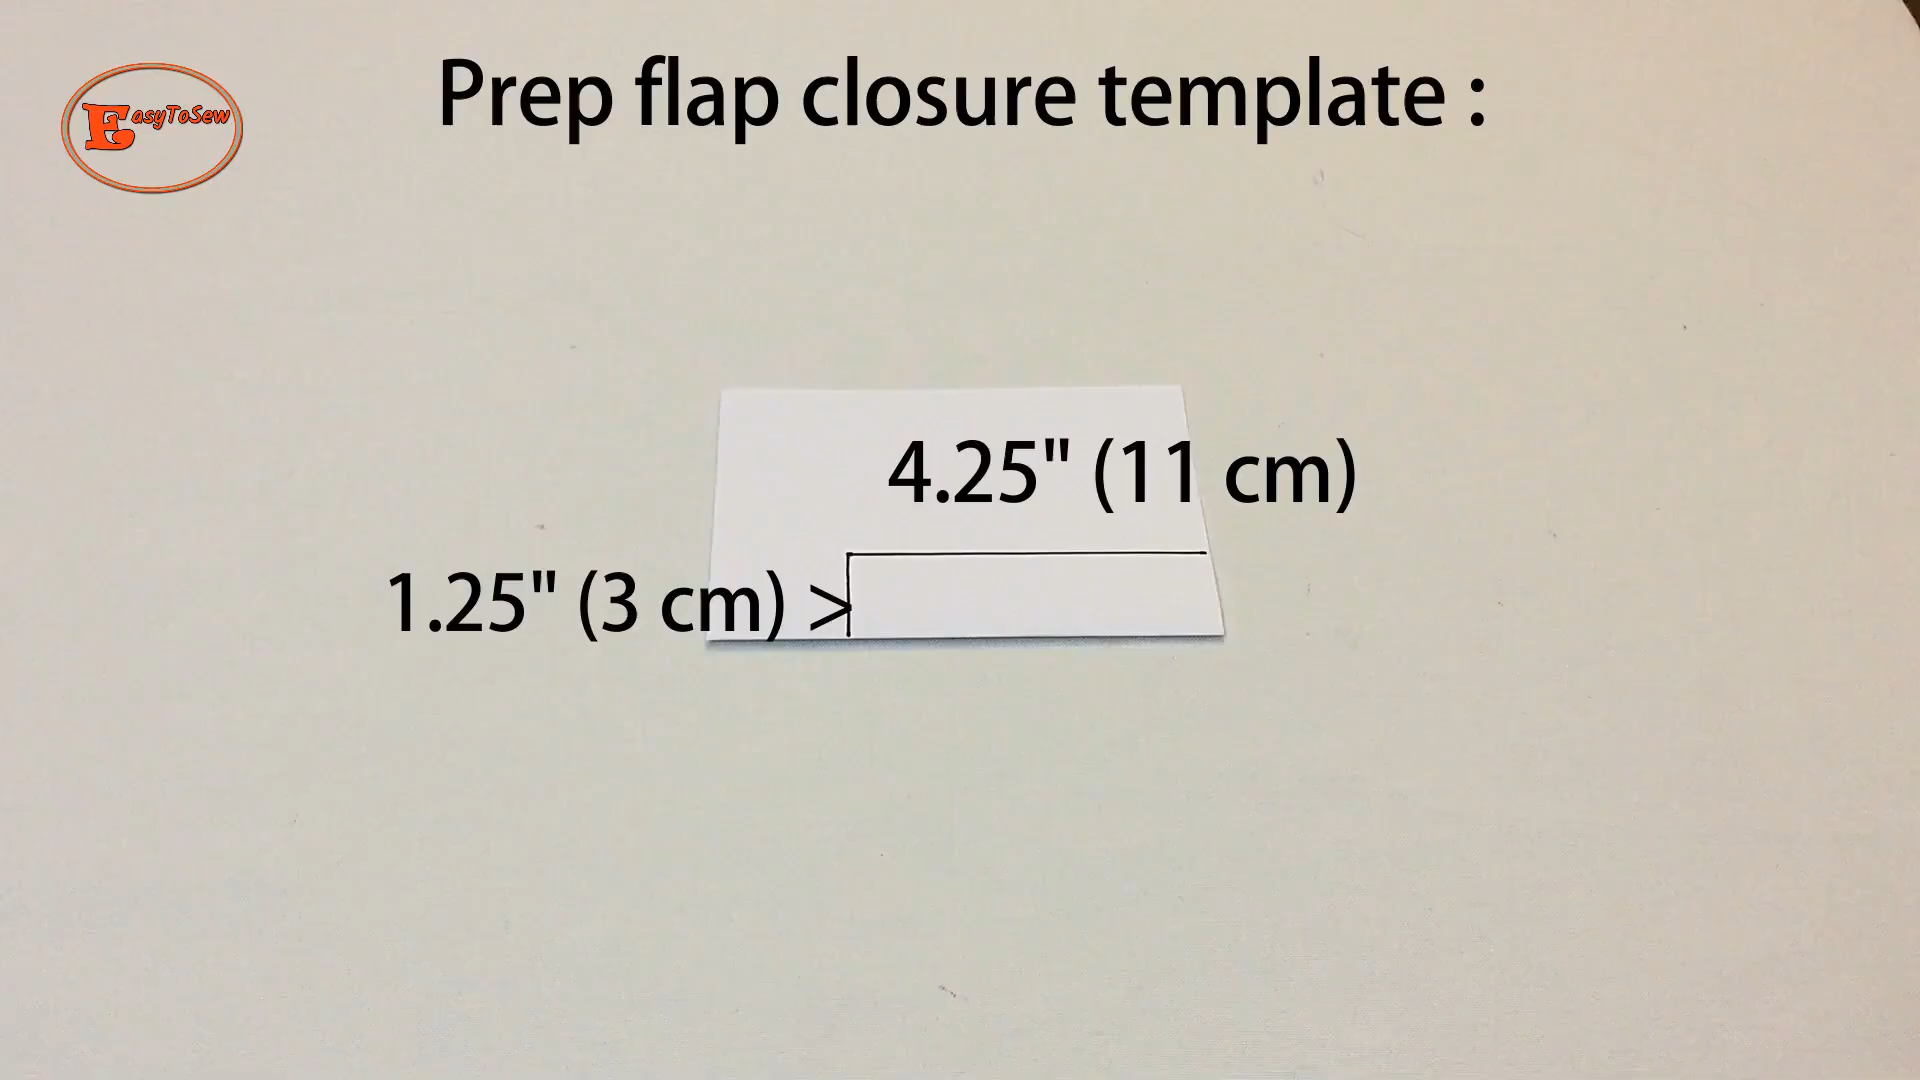 Prep flap closure template :
EasyToSew
4.25" (11 cm)
1.25" (3 cm) >